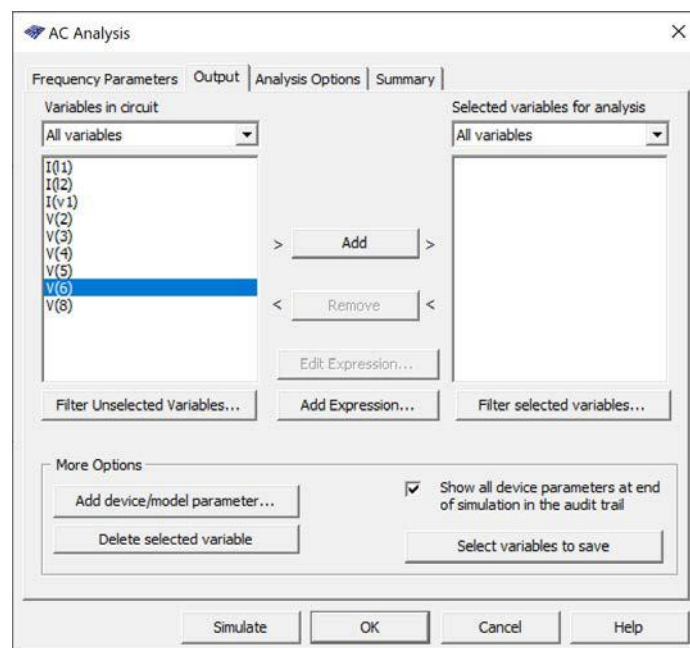 AC Analysis
Frequency Parameters Output Analysis Options Summary
Variables in circuit
Selected variables for analysis
All variables
All variables
I(l1)
I(l2)
I(v1)
V(2)
V(3)
V(4)
V(5)
V(6)
V(8)
> Add >
< Remove <
Edit Expression...
Filter Unselected Variables...
Add Expression...
Filter selected variables...
More Options
Add device/model parameter...
Delete selected variable
Show all device parameters at end
of simulation in the audit trail
Select variables to save
Simulate OK Cancel Help